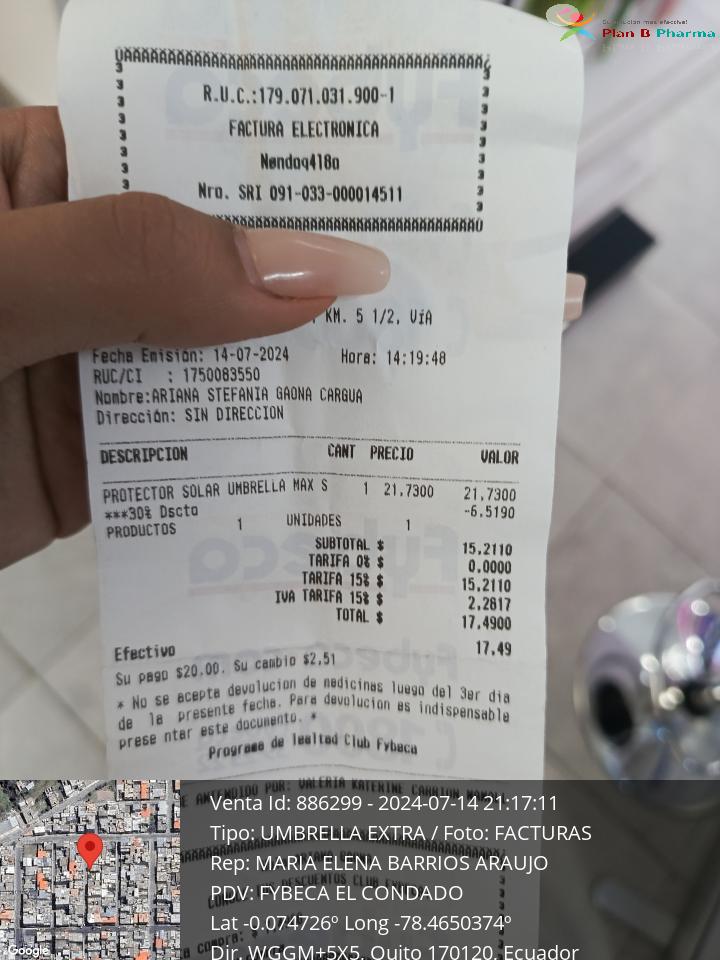 Plan B Pharma
R.U.C.:179.071.031.900-1
FACTURA ELECTRONICA
Nro. SRI 091-033-000014511
KM. 5 1/2, VíA
Fecha Emisión: 14-07-2024 Hora: 14:19:48
RUC/CI : 1750083550
Nombre:ARIANA STEFANIA GAONA CARGUA
Dirección: SIN DIRECCION
DESCRIPCION CANT PRECIO VALOR
PROTECTOR SOLAR UMBRELLA MAX S 1 21.7300 21.7300
***30% Dscto -6.5190
PRODUCTOS 1 UNIDADES 1
SUBTOTAL $ 15.2110
TARIFA 0% $ 0.0000
TARIFA 15% $ 15.2110
IVA TARIFA 15% $ 2.2817
TOTAL $ 17.4900
Efectivo 17.49
Su pago $20.00. Su cambio $2.51
* No se acepta devolucion de medicinas luego del 3er dia
de la presente fecha. Para devolucion es indispensable
prese ntar este documento. *
Programa de lealtad Club Fybeca
Venta Id: 886299 - 2024-07-14 21:17:11
Tipo: UMBRELLA EXTRA / Foto: FACTURAS
Rep: MARIA ELENA BARRIOS ARAUJO
PDV: FYBECA EL CONDADO
Lat -0.074726º Long -78.4650374º
Dir. WGGM+5X5, Quito 170120, Ecuador
Google